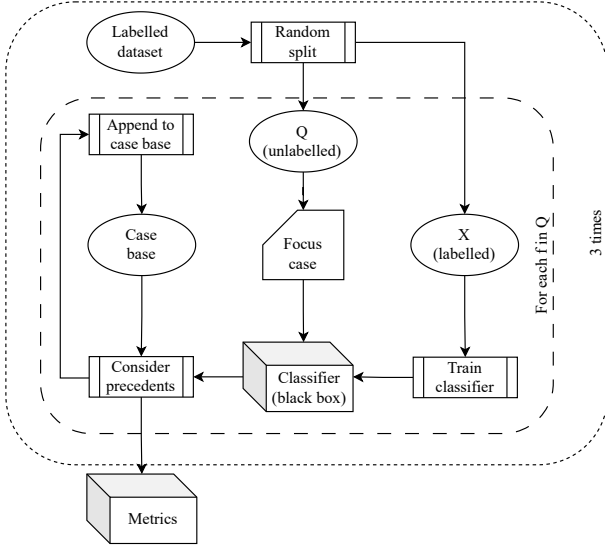 Labelled
dataset
Random
split
Append to
case base
Q
(unlabelled)
Case
base
Focus
case
X
(labelled)
For each f in Q
3 times
Consider
precedents
Classifier
(black box)
Train
classifier
Metrics